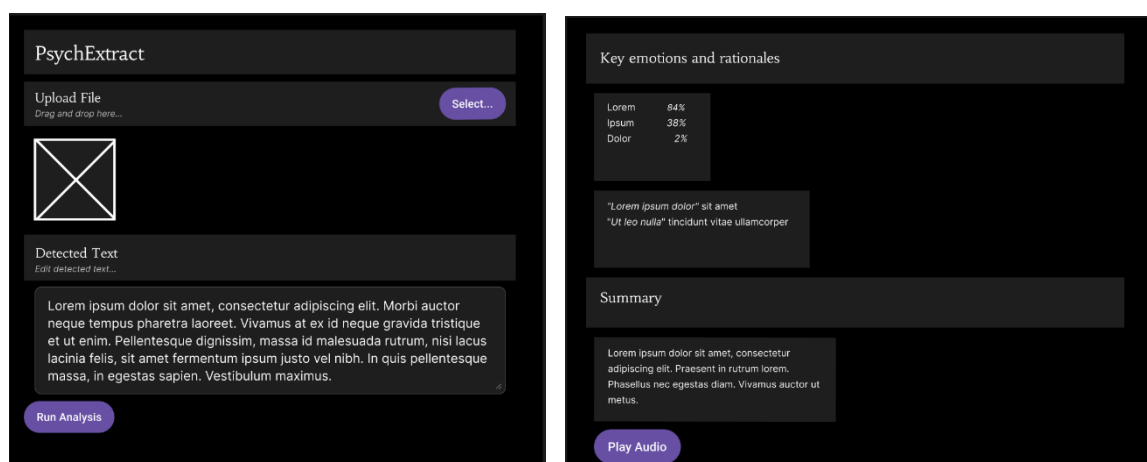 PsychExtract
Upload File
Drag and drop here...
Select...
Detected Text
Edit detected text...
Lorem ipsum dolor sit amet, consectetur adipiscing elit. Morbi auctor
neque tempus pharetra laoreet. Vivamus at ex id neque gravida tristique
et ut enim. Pellentesque dignissim, massa id malesuada rutrum, nisi lacus
lacinia felis, sit amet fermentum ipsum justo vel nibh. In quis pellentesque
massa, in egestas sapien. Vestibulum maximus.
Run Analysis
Key emotions and rationales
Lorem 84%
Ipsum 38%
Dolor 2%
"Lorem ipsum dolor" sit amet
"Ut leo nulla" tincidunt vitae ullamcorper
Summary
Lorem ipsum dolor sit amet, consectetur
adipiscing elit. Praesent in rutrum lorem.
Phasellus nec egestas diam. Vivamus auctor ut
metus.
Play Audio